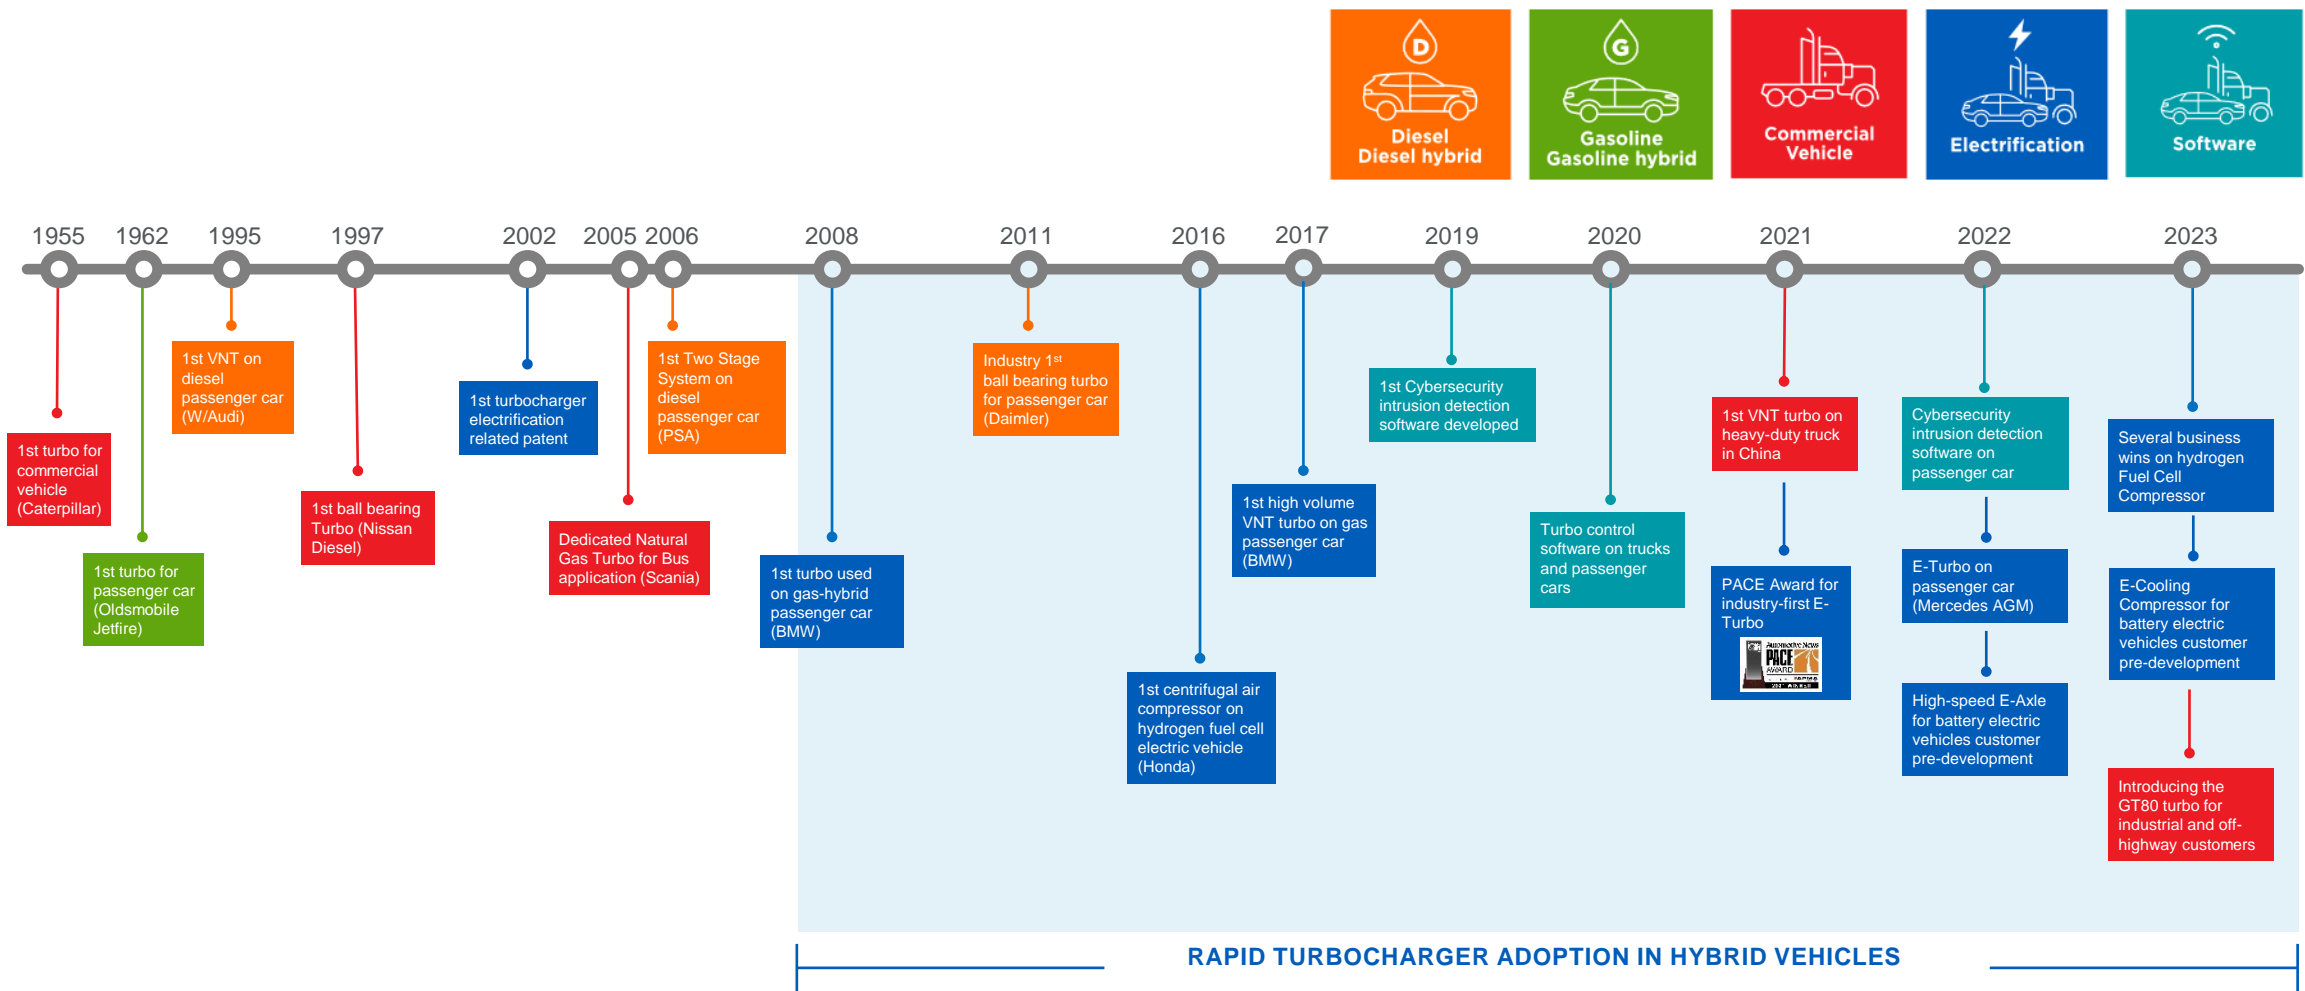 D
Diesel
Diesel hybrid
G
Gasoline
Gasoline hybrid
Commercial
Vehicle
Electrification
Software
1955
1962
1995
1997
2002
2005
2006
2008
2011
2016
2017
2019
2020
2021
2022
2023
1st turbo for
commercial
vehicle
(Caterpillar)
1st turbo for
passenger car
(Oldsmobile
Jetfire)
1st VNT on
diesel
passenger car
(W/Audi)
1st ball bearing
Turbo (Nissan
Diesel)
1st turbocharger
electrification
related patent
Dedicated Natural
Gas Turbo for Bus
application (Scania)
1st Two Stage
System on
diesel
passenger car
(PSA)
1st turbo used
on gas-hybrid
passenger car
(BMW)
Industry 1st
ball bearing turbo
for passenger car
(Daimler)
1st centrifugal air
compressor on
hydrogen fuel cell
electric vehicle
(Honda)
1st high volume
VNT turbo on gas
passenger car
(BMW)
1st Cybersecurity
intrusion detection
software developed
Turbo control
software on trucks
and passenger
cars
1st VNT turbo on
heavy-duty truck
in China
PACE Award for
industry-first E-
Turbo
Automotive News
PACE
AWARD
2021 WINNER
Cybersecurity
intrusion detection
software on
passenger car
E-Turbo on
passenger car
(Mercedes AGM)
High-speed E-Axle
for battery electric
vehicles customer
pre-development
Several business
wins on hydrogen
Fuel Cell
Compressor
E-Cooling
Compressor for
battery electric
vehicles customer
pre-development
Introducing the
GT80 turbo for
industrial and off-
highway customers
RAPID TURBOCHARGER ADOPTION IN HYBRID VEHICLES